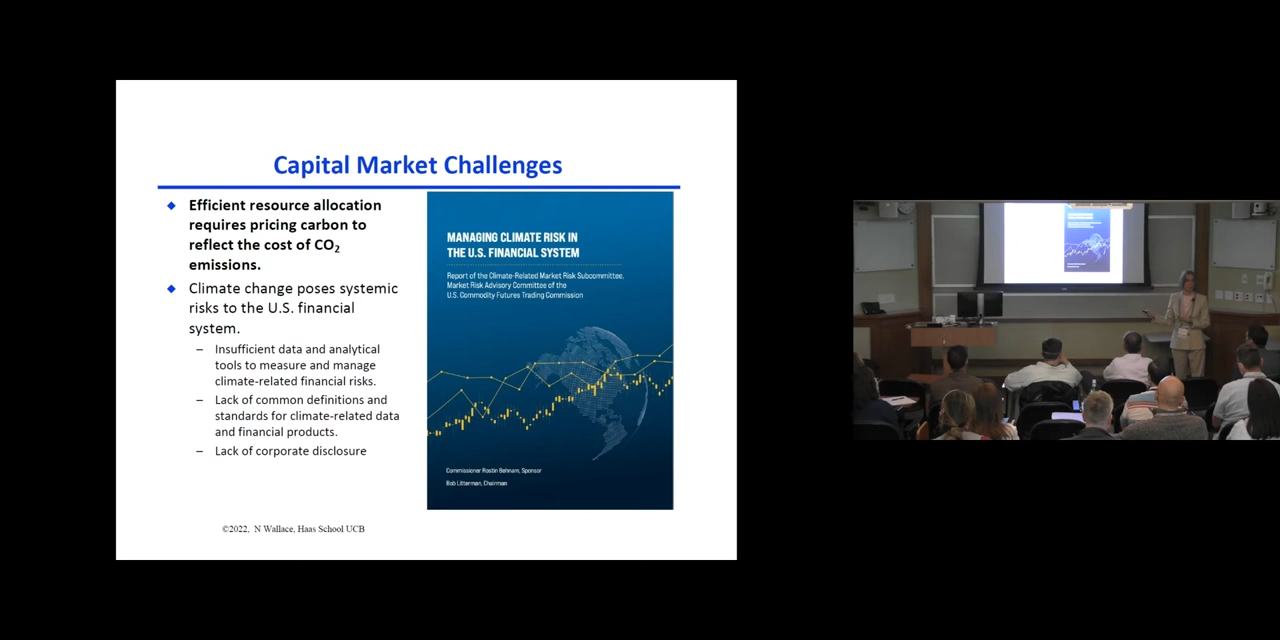 Capital Market Challenges
◆ Efficient resource allocation
requires pricing carbon to
reflect the cost of CO₂
emissions.
◆ Climate change poses systemic
risks to the U.S. financial
system.
– Insufficient data and analytical
tools to measure and manage
climate-related financial risks.
– Lack of common definitions and
standards for climate-related data
and financial products.
– Lack of corporate disclosure
MANAGING CLIMATE RISK IN
THE U.S. FINANCIAL SYSTEM
Report of the Climate-Related Market Risk Subcommittee,
Market Risk Advisory Committee of the
U.S. Commodity Futures Trading Commission
Commissioner Rostin Behnam, Sponsor
Bob Litterman, Chairman
©2022, N Wallace, Haas School UCB